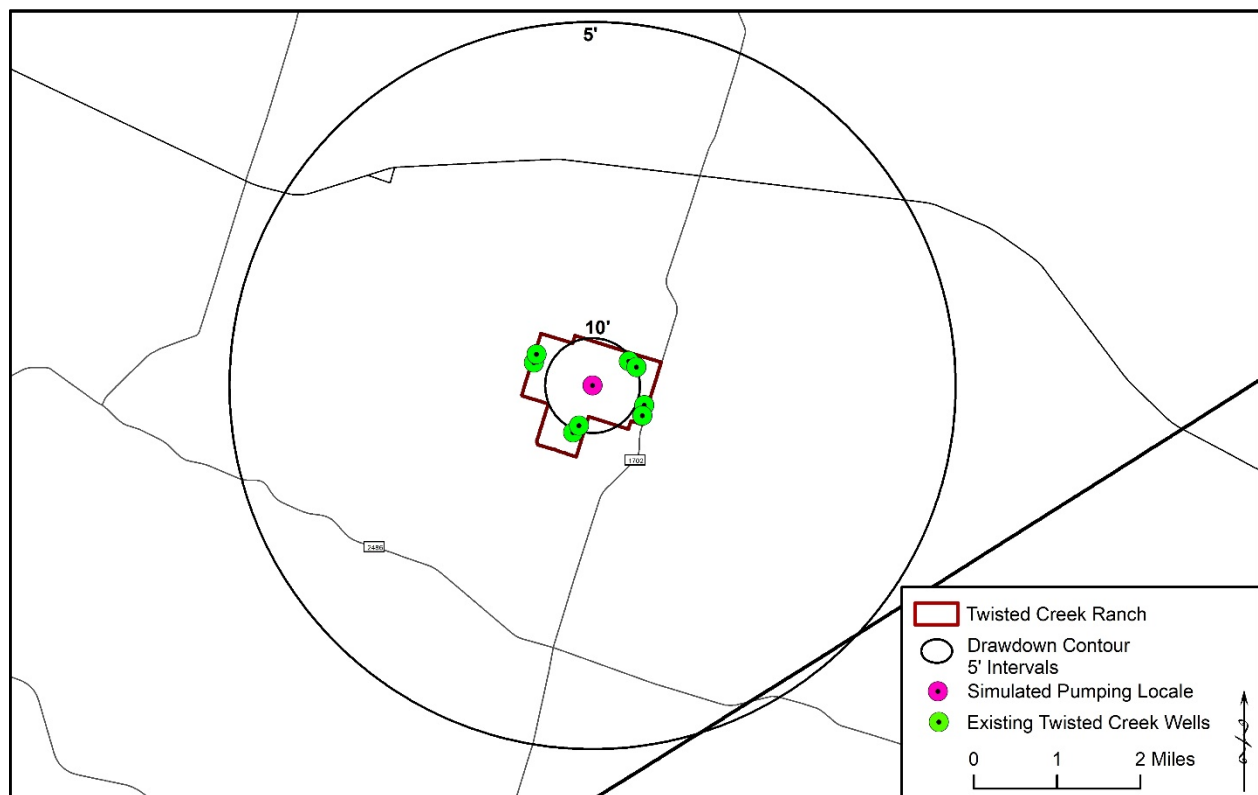 5'
10'
1702
2486
Twisted Creek Ranch
Drawdown Contour
5' Intervals
Simulated Pumping Locale
Existing Twisted Creek Wells
0 1 2 Miles